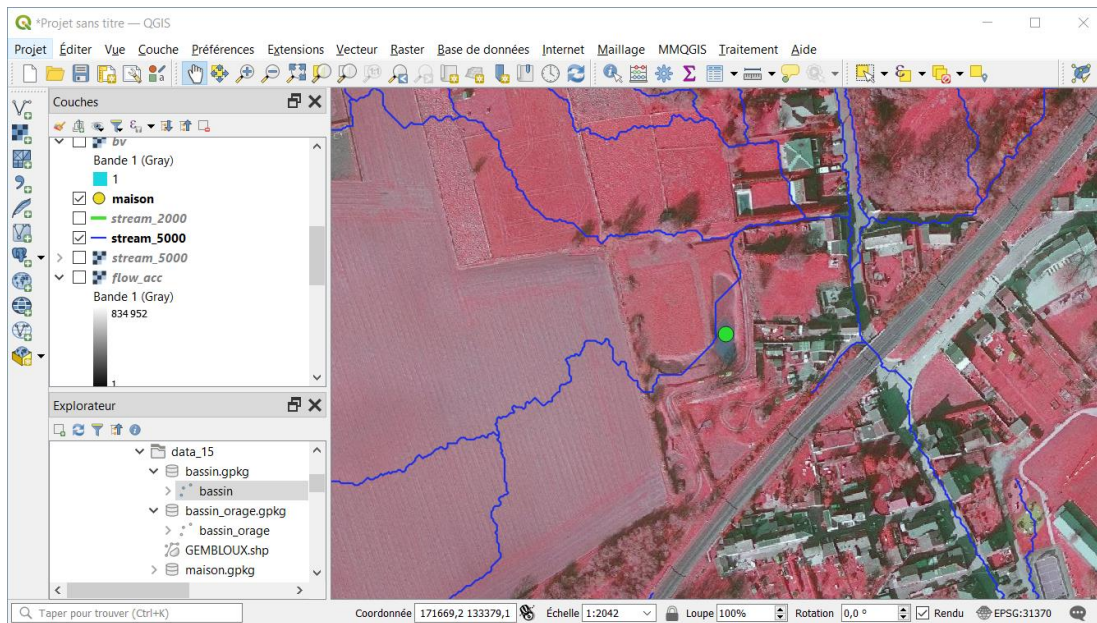 *Projet sans titre — QGIS
Projet Éditer Vue Couche Préférences Extensions Vecteur Raster Base de données Internet Maillage MMQGIS Traitement Aide
Couches
bv
Bande 1 (Gray)
1
maison
stream_2000
stream_5000
stream_5000
flow_acc
Bande 1 (Gray)
834 952
1
Explorateur
data_15
bassin.gpkg
bassin
bassin_orage.gpkg
bassin_orage
GEMBLOUX.shp
maison.gpkg
Taper pour trouver (Ctrl+K) Coordonnée 171669,2 133379,1 Échelle 1:2042 Loupe 100% Rotation 0,0 ° Rendu EPSG:31370